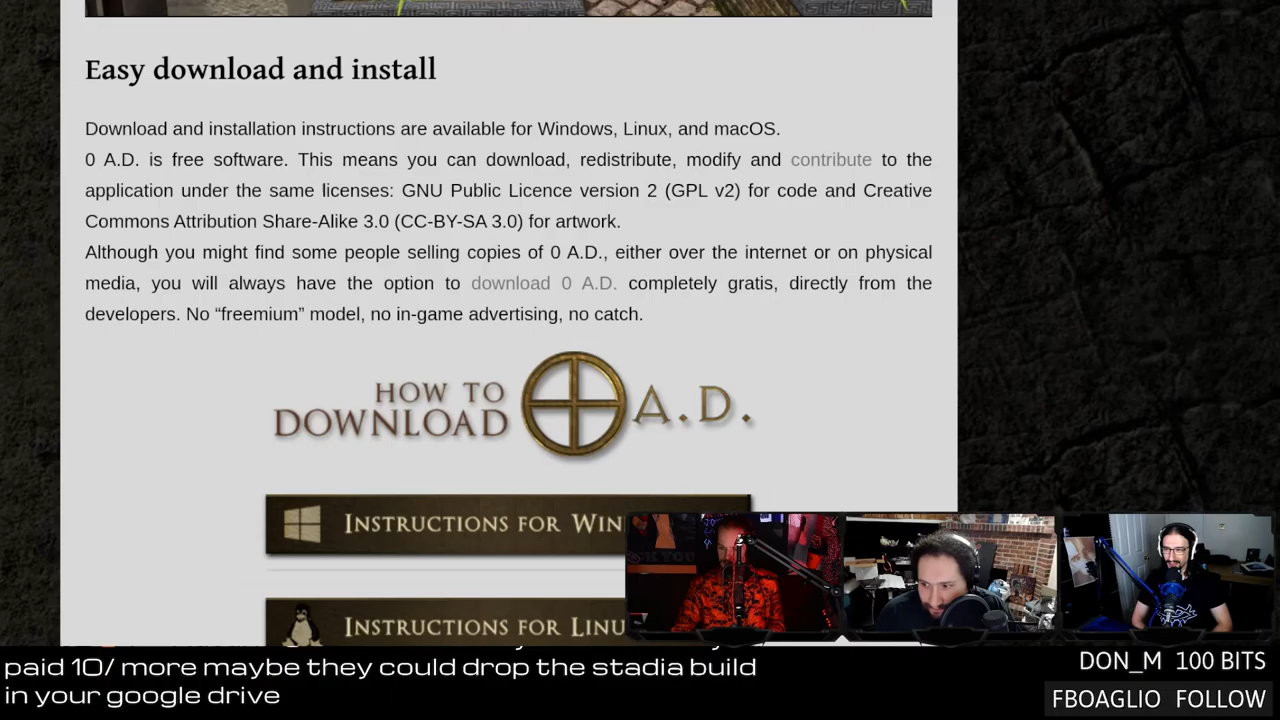 Easy download and install
Download and installation instructions are available for Windows, Linux, and macOS.
0 A.D. is free software. This means you can download, redistribute, modify and contribute to the
application under the same licenses: GNU Public Licence version 2 (GPL v2) for code and Creative
Commons Attribution Share-Alike 3.0 (CC-BY-SA 3.0) for artwork.
Although you might find some people selling copies of 0 A.D., either over the internet or on physical
media, you will always have the option to download 0 A.D. completely gratis, directly from the
developers. No “freemium” model, no in-game advertising, no catch.
HOW TO
DOWNLOAD A.D.
INSTRUCTIONS FOR WIN
INSTRUCTIONS FOR LINU
paid 10/ more maybe they could drop the stadia build
in your google drive
DON_M 100 BITS
FBOAGLIO FOLLOW